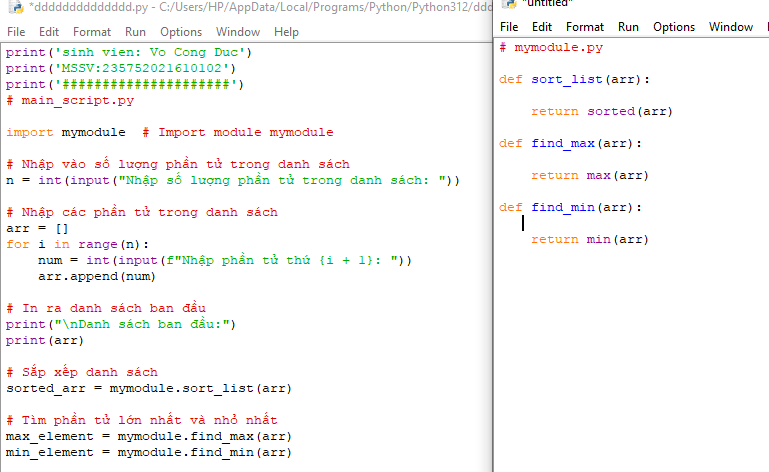 *dddddddddddddd.py - C:/Users/HP/AppData/Local/Programs/Python/Python312/ddd
File Edit Format Run Options Window Help
print('sinh vien: Vo Cong Duc')
print('MSSV:235752021610102')
print('#####################')
# main_script.py
import mymodule  # Import module mymodule
# Nhập vào số lượng phần tử trong danh sách
n = int(input("Nhập số lượng phần tử trong danh sách: "))
# Nhập các phần tử trong danh sách
arr = []
for i in range(n):
    num = int(input(f"Nhập phần tử thứ {i + 1}: "))
    arr.append(num)
# In ra danh sách ban đầu
print("\nDanh sách ban đầu:")
print(arr)
# Sắp xếp danh sách
sorted_arr = mymodule.sort_list(arr)
# Tìm phần tử lớn nhất và nhỏ nhất
max_element = mymodule.find_max(arr)
min_element = mymodule.find_min(arr)
*untitled*
File Edit Format Run Options Window
# mymodule.py
def sort_list(arr):
    return sorted(arr)
def find_max(arr):
    return max(arr)
def find_min(arr):
    return min(arr)